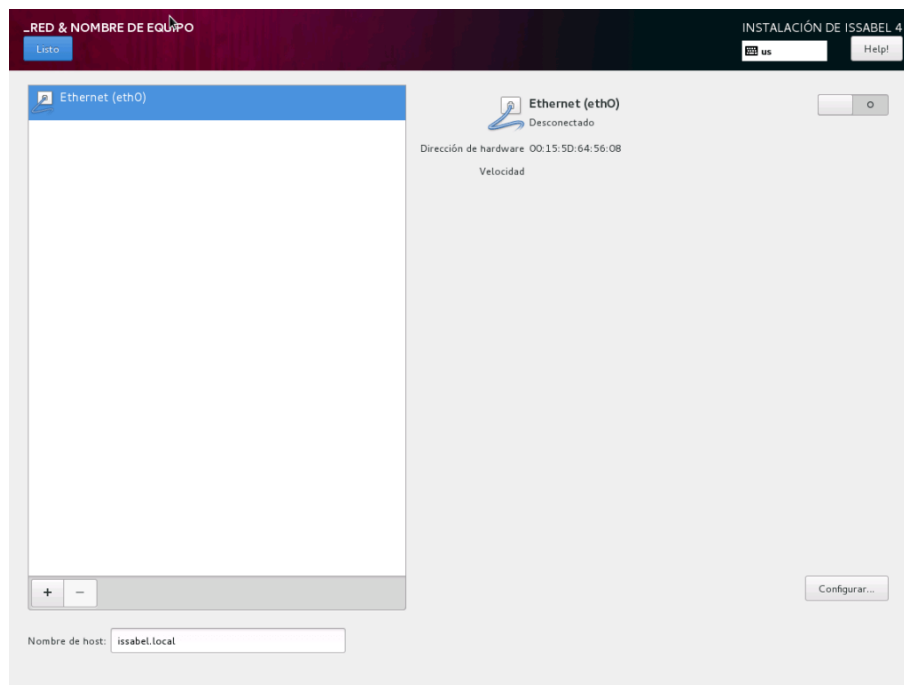 _RED & NOMBRE DE EQUIPO
Listo
INSTALACIÓN DE ISSABEL 4
us
Help!
Ethernet (eth0)
Ethernet (eth0)
Desconectado
O
Dirección de hardware 00:15:5D:64:56:08
Velocidad
+ −
Configurar...
Nombre de host: issabel.local